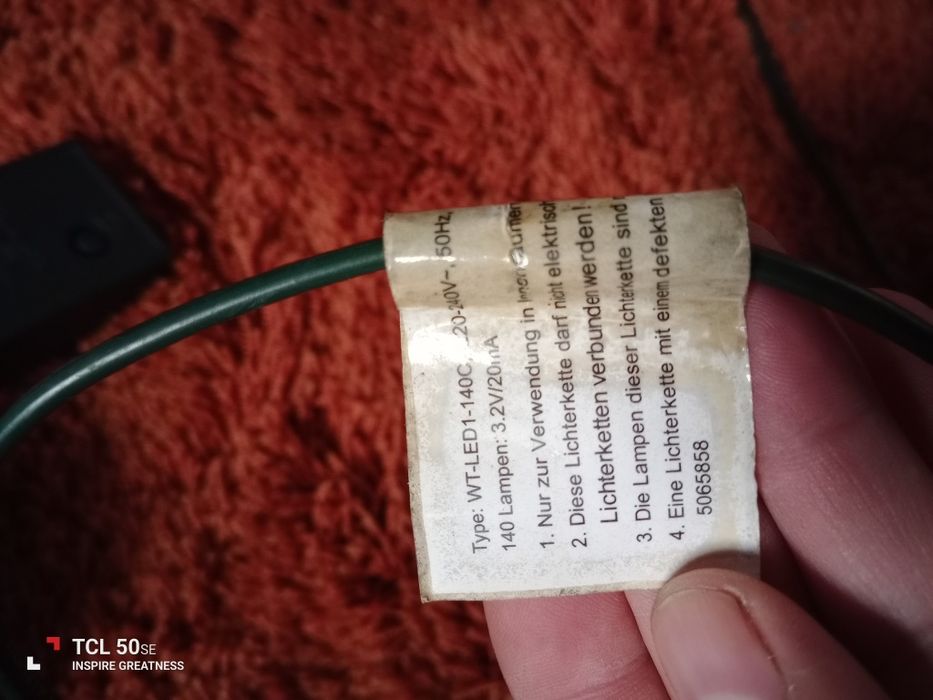 Type: WT-LED1-140C 20-240V~, 50Hz,
140 Lampen: 3.2V/20mA
1. Nur zur Verwendung in Innenräumen
2. Diese Lichterkette darf nicht elektrisch
Lichterketten verbunden werden!
3. Die Lampen dieser Lichterkette sind
4. Eine Lichterkette mit einem defekten
5065858
TCL 50SE
INSPIRE GREATNESS